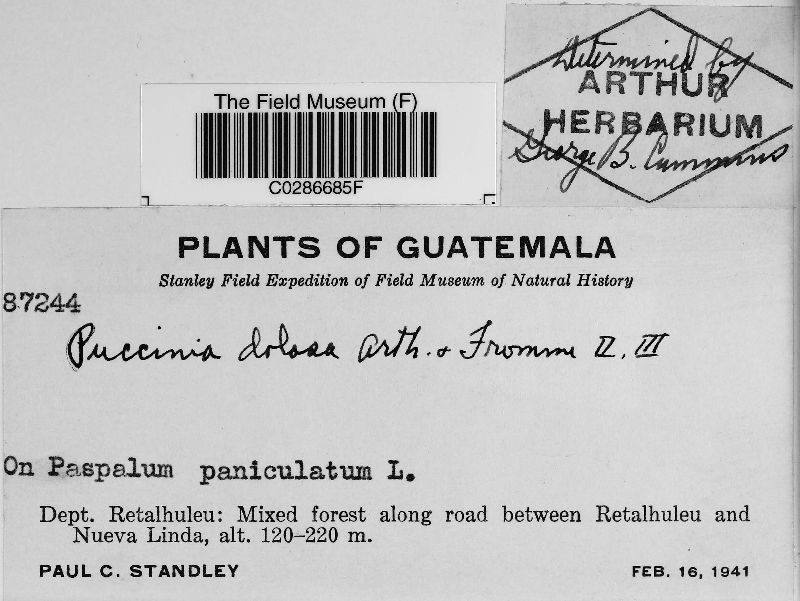 Determined by
ARTHUR
HERBARIUM
George B. Cummins
The Field Museum (F)
C0286685F
PLANTS OF GUATEMALA
Stanley Field Expedition of Field Museum of Natural History
87244
Puccinia dolosa Arth. & Fromme II, III
On Paspalum paniculatum L.
Dept. Retalhuleu: Mixed forest along road between Retalhuleu and
Nueva Linda, alt. 120–220 m.
PAUL C. STANDLEY
FEB. 16, 1941